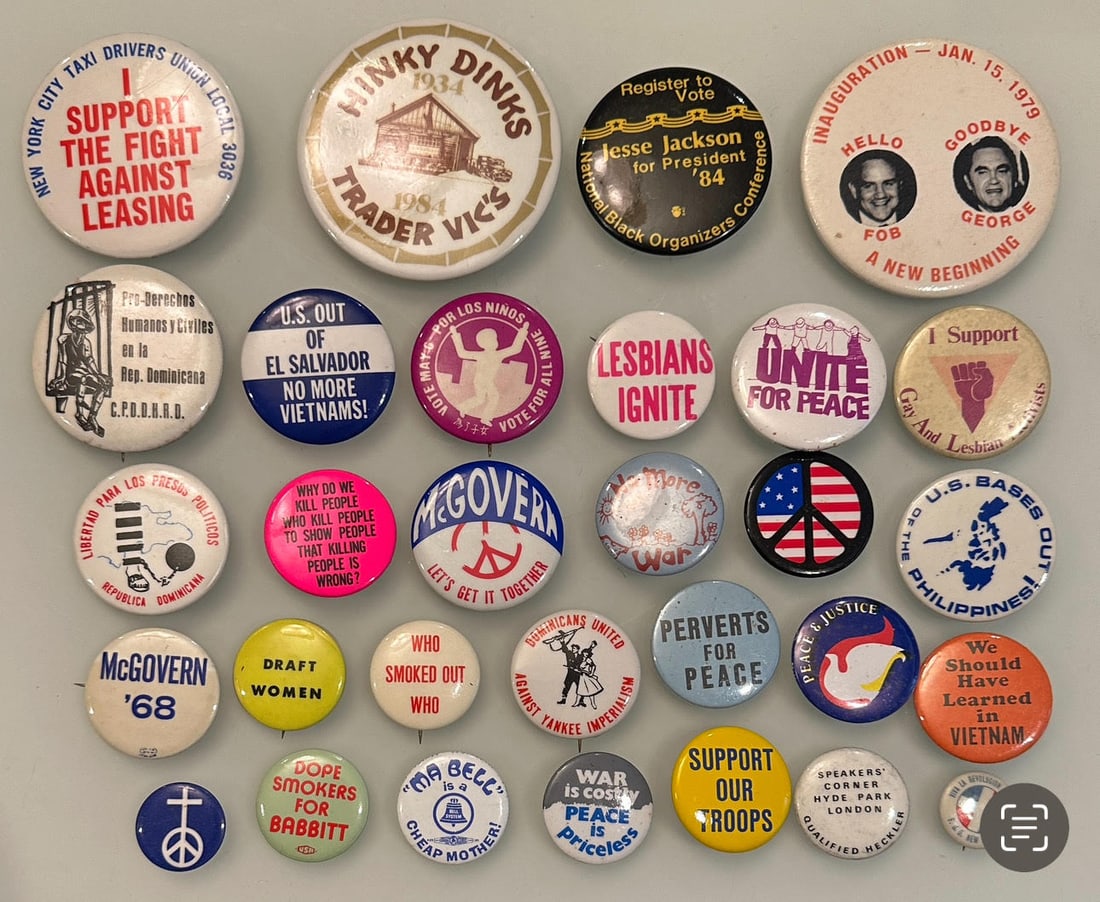 NEW YORK CITY TAXI DRIVERS UNION LOCAL 3036
I
SUPPORT
THE FIGHT
AGAINST
LEASING
HINKY DINKS
1934
1984
TRADER VIC'S
Register to
Vote
Jesse Jackson
for President
'84
National Black Organizers Conference
INAUGURATION — JAN. 15, 1979
HELLO
FOB
GOODBYE
GEORGE
A NEW BEGINNING
Pro-Derechos
Humanos y Civiles
en la
Rep. Dominicana
C.P.D.D.H.R.D.
U.S. OUT
OF
EL SALVADOR
NO MORE
VIETNAMS!
VOTE MAY 6 POR LOS NIÑOS
VOTE FOR ALL NINE
LESBIANS
IGNITE
UNITE
FOR PEACE
I Support
Gay And Lesbian
LIBERTAD PARA LOS PRESOS POLITICOS
REPUBLICA DOMINICANA
WHY DO WE
KILL PEOPLE
WHO KILL PEOPLE
TO SHOW PEOPLE
THAT KILLING
PEOPLE IS
WRONG?
McGOVERN
LET'S GET IT TOGETHER
No More
War
U.S. BASES OUT
OF THE
PHILIPPINES!
McGOVERN
'68
DRAFT
WOMEN
WHO
SMOKED OUT
WHO
DOMINICANS UNITED
AGAINST YANKEE IMPERIALISM
PERVERTS
FOR
PEACE
PEACE & JUSTICE
We
Should
Have
Learned
in
VIETNAM
DOPE
SMOKERS
FOR
BABBITT
"MA BELL"
is a
BELL SYSTEM
CHEAP MOTHER!
WAR
is costly
PEACE
is
priceless
SUPPORT
OUR
TROOPS
SPEAKERS'
CORNER
HYDE PARK
LONDON
QUALIFIED HECKLER
VIVA LA REVOLUCION